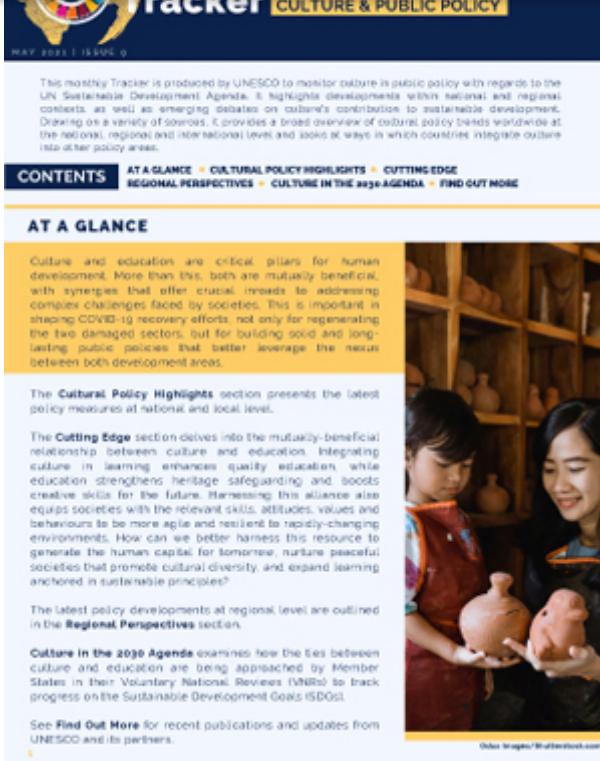 Tracker CULTURE & PUBLIC POLICY
MAY 2021 | ISSUE 9
This monthly Tracker is produced by UNESCO to monitor culture in public policy with regards to the
UN Sustainable Development Agenda. It highlights developments within national and regional
contexts, as well as emerging debates on culture's contribution to sustainable development.
Drawing on a variety of sources, it provides a broad overview of cultural policy trends worldwide at
the national, regional and international level and looks at ways in which countries integrate culture
into other policy areas.
CONTENTS
AT A GLANCE • CULTURAL POLICY HIGHLIGHTS • CUTTING EDGE
REGIONAL PERSPECTIVES • CULTURE IN THE 2030 AGENDA • FIND OUT MORE
AT A GLANCE
Culture and education are critical pillars for human
development. More than this, both are mutually beneficial,
with synergies that offer crucial inroads to addressing
complex challenges faced by societies. This is important in
shaping COVID-19 recovery efforts, not only for regenerating
the two damaged sectors, but for building solid and long-
lasting public policies that better leverage the nexus
between both development areas.
The Cultural Policy Highlights section presents the latest
policy measures at national and local level.
The Cutting Edge section delves into the mutually-beneficial
relationship between culture and education. Integrating
culture in learning enhances quality education, while
education strengthens heritage safeguarding and boosts
creative skills for the future. Harnessing this alliance also
equips societies with the relevant skills, attitudes, values and
behaviours to be more agile and resilient to rapidly-changing
environments. How can we better harness this resource to
generate the human capital for tomorrow, nurture peaceful
societies that promote cultural diversity, and expand learning
anchored in sustainable principles?
The latest policy developments at regional level are outlined
in the Regional Perspectives section.
Culture in the 2030 Agenda examines how the ties between
culture and education are being approached by Member
States in their Voluntary National Reviews (VNRs) to track
progress on the Sustainable Development Goals (SDGs).
See Find Out More for recent publications and updates from
UNESCO and its partners.
1
Odua Images/Shutterstock.com